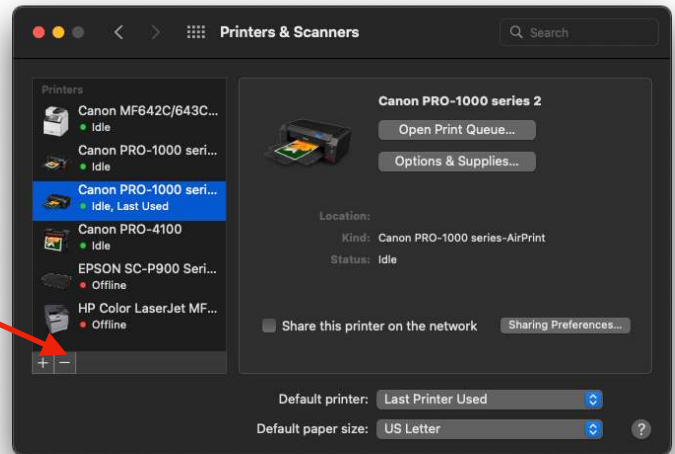 Printers & Scanners
Search
Printers
Canon MF642C/643C...
Idle
Canon PRO-1000 seri...
Idle
Canon PRO-1000 seri...
Idle, Last Used
Canon PRO-4100
Idle
EPSON SC-P900 Seri...
Offline
HP Color LaserJet MF...
Offline
+ −
Canon PRO-1000 series 2
Open Print Queue...
Options & Supplies...
Location:
Kind: Canon PRO-1000 series-AirPrint
Status: Idle
Share this printer on the network
Sharing Preferences...
Default printer: Last Printer Used
Default paper size: US Letter
?